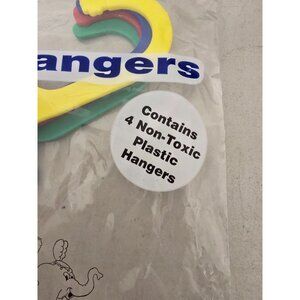 angers
Contains
4 Non-Toxic
Plastic
Hangers